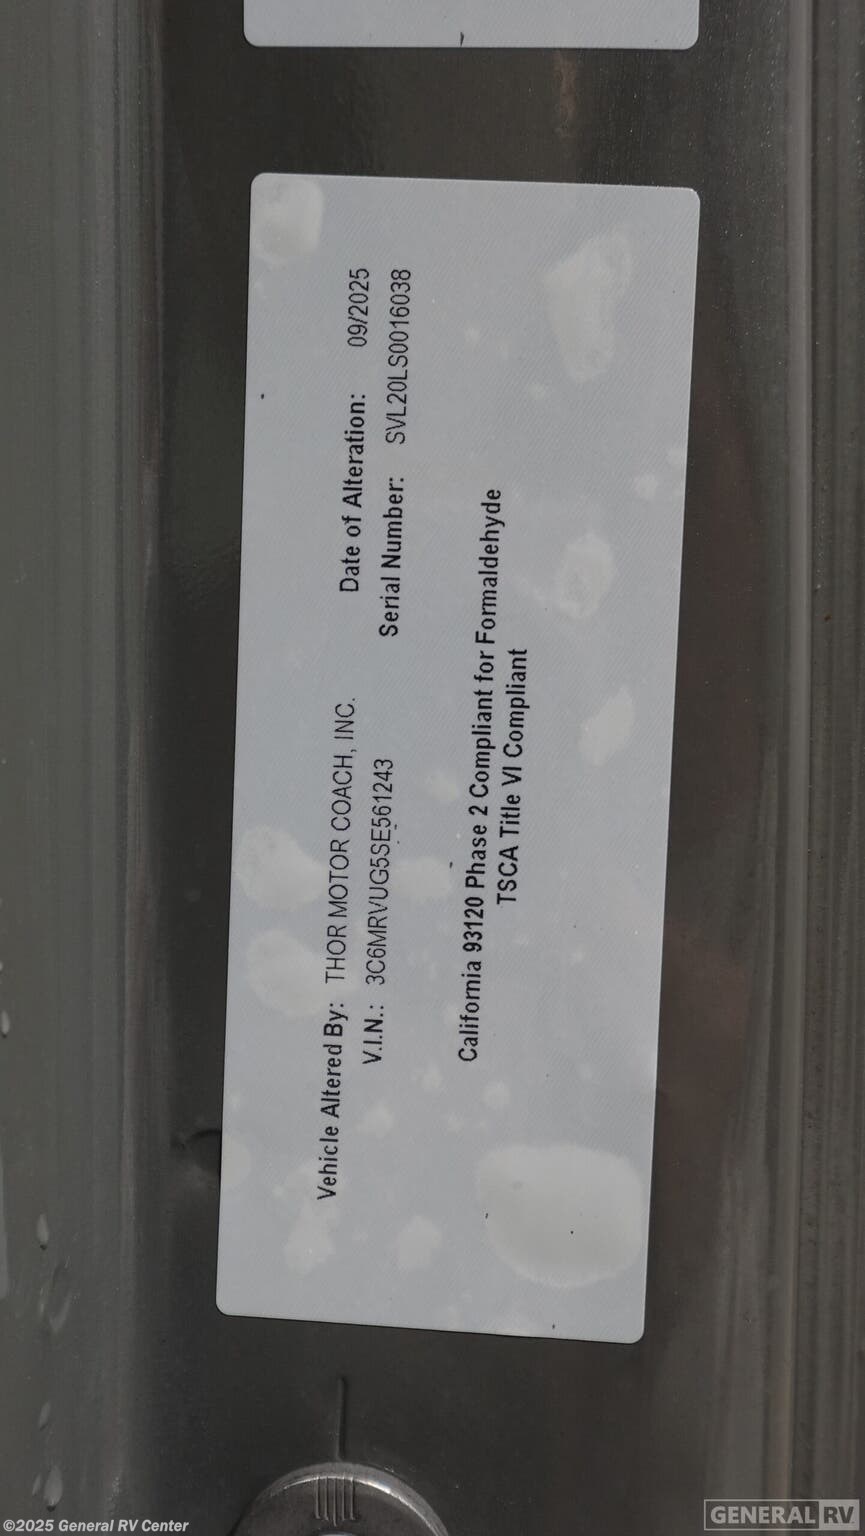 Vehicle Altered By: THOR MOTOR COACH, INC. Date of Alteration: 09/2025
V.I.N.: 3C6MRVUG5SE561243 Serial Number: SVL20LS0016038
California 93120 Phase 2 Compliant for Formaldehyde
TSCA Title VI Compliant
©2025 General RV Center
GENERAL RV